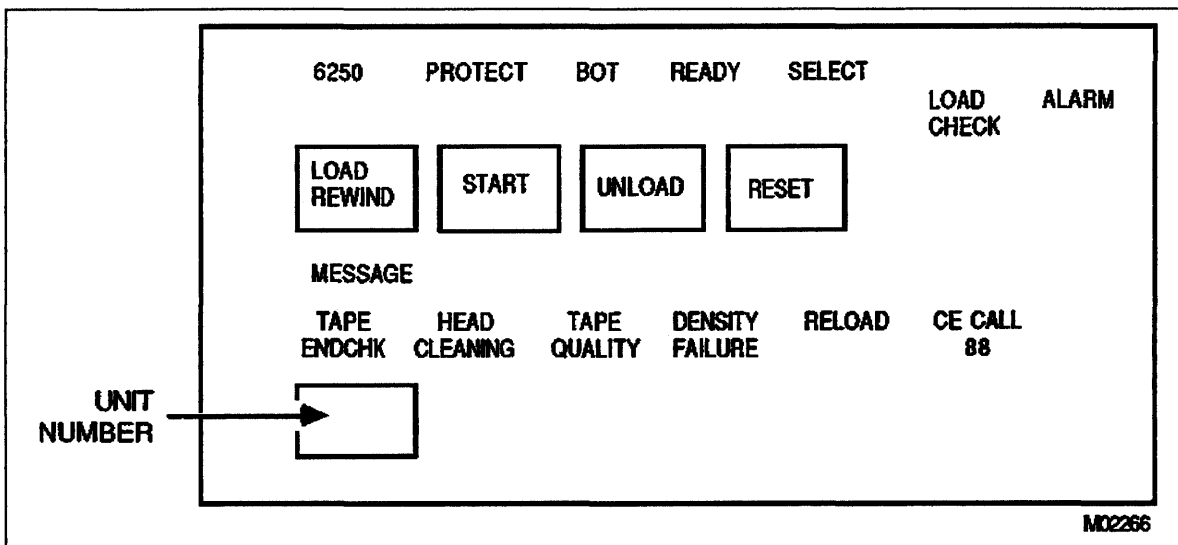 6250 PROTECT BOT READY SELECT
LOAD CHECK ALARM
LOAD REWIND START UNLOAD RESET
MESSAGE
TAPE ENDCHK HEAD CLEANING TAPE QUALITY DENSITY FAILURE RELOAD CE CALL 88
UNIT NUMBER
M02266